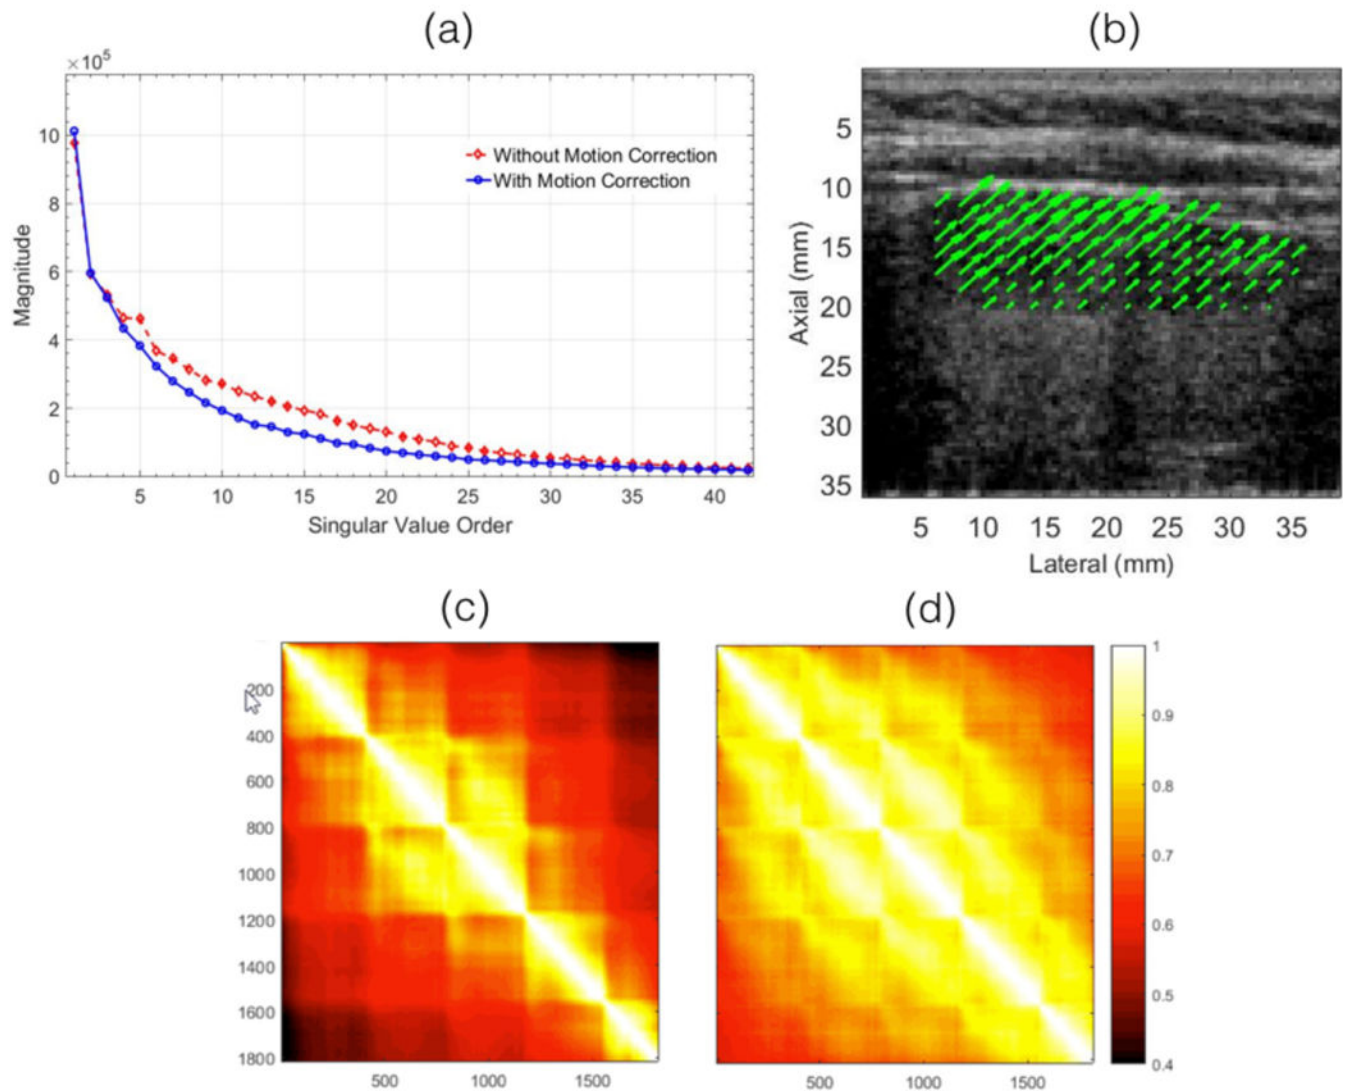 (a)
×10⁵
10
8
6
4
2
0
Magnitude
Without Motion Correction
With Motion Correction
5 10 15 20 25 30 35 40
Singular Value Order
(b)
5
10
15
20
25
30
35
Axial (mm)
5 10 15 20 25 30 35
Lateral (mm)
(c)
200
400
600
800
1000
1200
1400
1600
1800
500 1000 1500
(d)
500 1000 1500
1
0.9
0.8
0.7
0.6
0.5
0.4